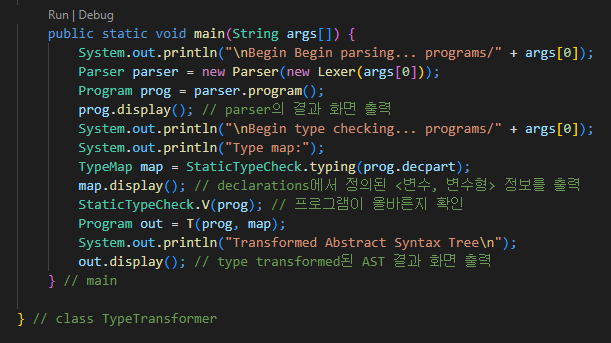 Run | Debug
public static void main(String args[]) {
System.out.println("\nBegin Begin parsing... programs/" + args[0]);
Parser parser = new Parser(new Lexer(args[0]));
Program prog = parser.program();
prog.display(); // parser의 결과 화면 출력
System.out.println("\nBegin type checking... programs/" + args[0]);
System.out.println("Type map:");
TypeMap map = StaticTypeCheck.typing(prog.decpart);
map.display(); // declarations에서 정의된 <변수, 변수형> 정보를 출력
StaticTypeCheck.V(prog); // 프로그램이 올바른지 확인
Program out = T(prog, map);
System.out.println("Transformed Abstract Syntax Tree\n");
out.display(); // type transformed된 AST 결과 화면 출력
} // main
} // class TypeTransformer